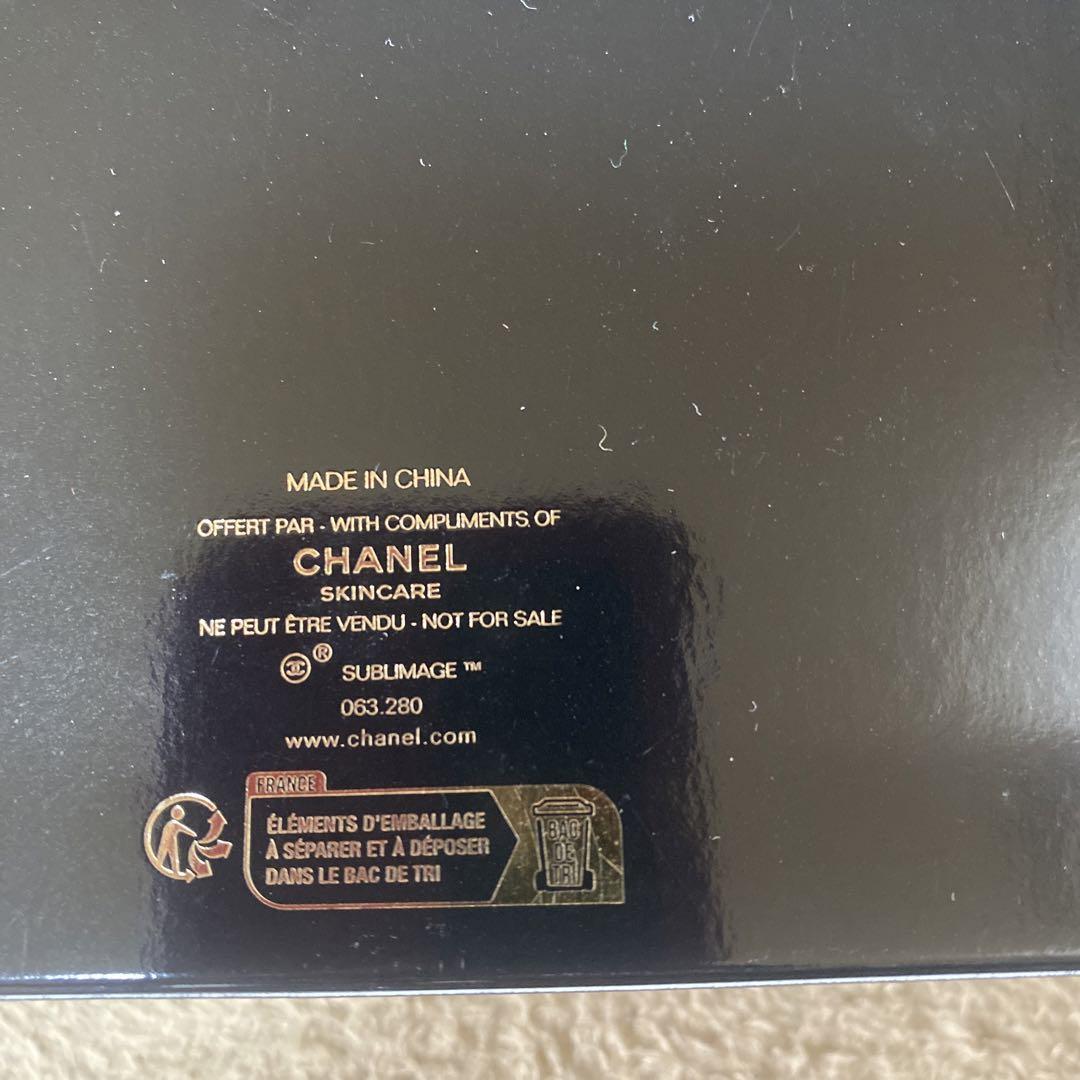 MADE IN CHINA
OFFERT PAR - WITH COMPLIMENTS OF
CHANEL
SKINCARE
NE PEUT ÊTRE VENDU - NOT FOR SALE
® SUBLIMAGE ™
063.280
www.chanel.com
FRANCE
ÉLÉMENTS D'EMBALLAGE
À SÉPARER ET À DÉPOSER
DANS LE BAC DE TRI
BAC
DE
TRI